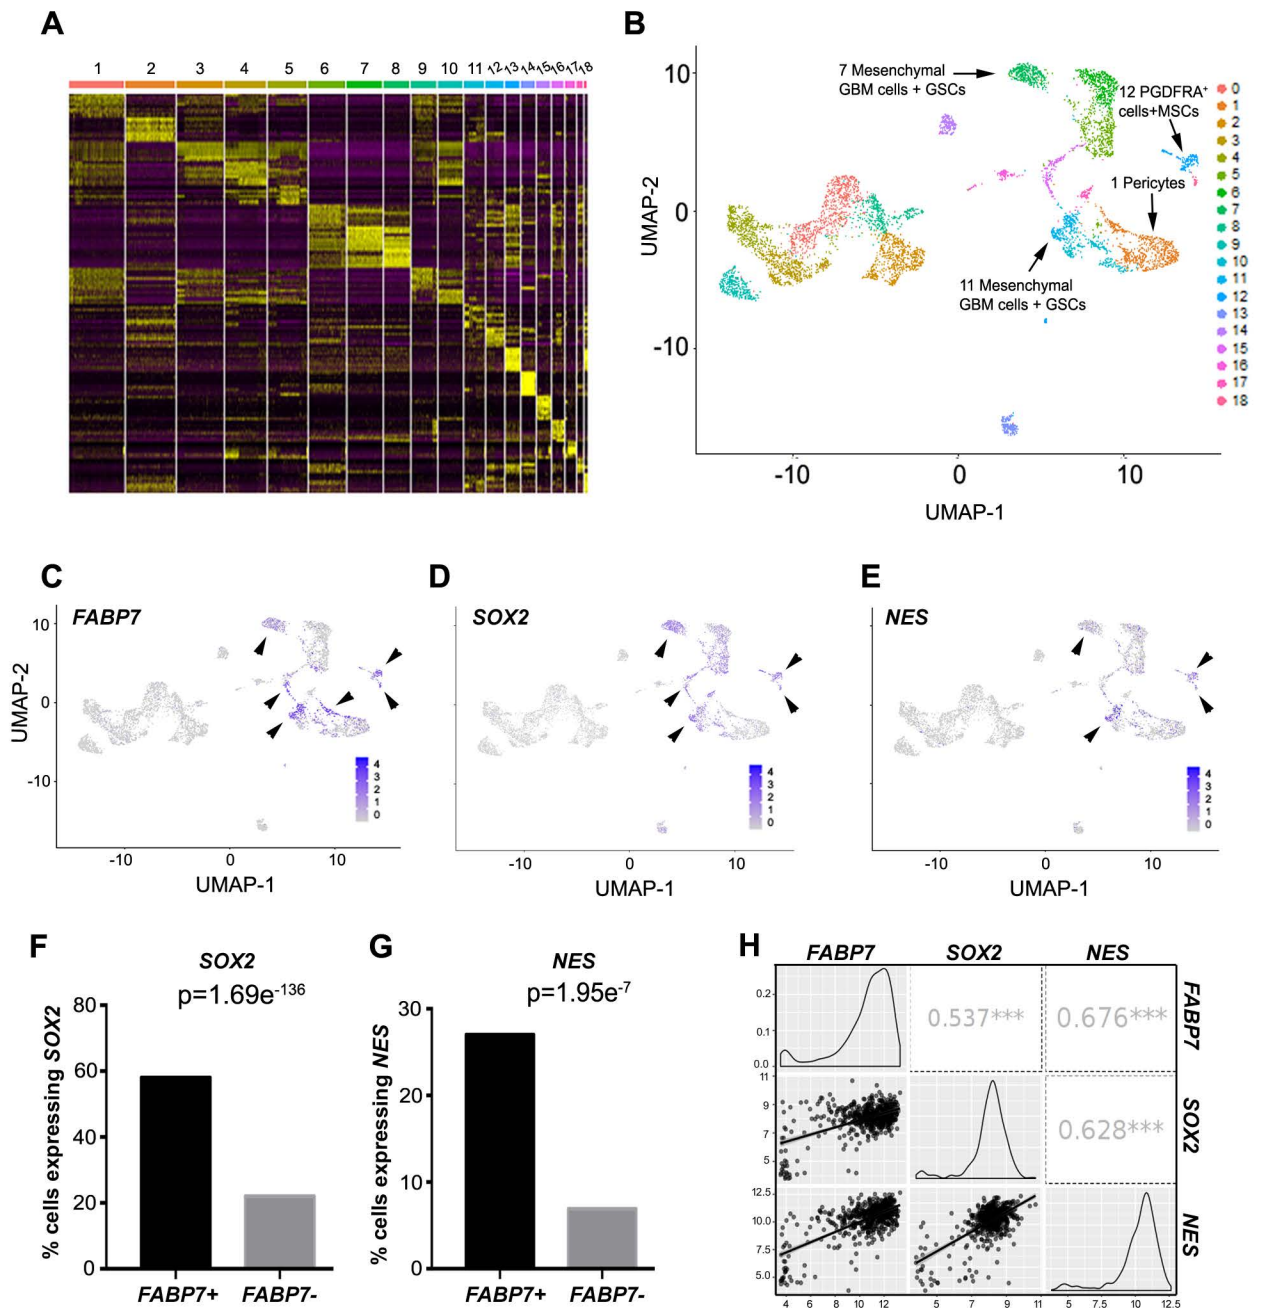 A
1 2 3 4 5 6 7 8 9 10 11 12 13 14 15 16 17 18
B
10
0
-10
UMAP-2
-10 0 10
UMAP-1
7 Mesenchymal
GBM cells + GSCs
12 PGDFRA+
cells+MSCs
1 Pericytes
11 Mesenchymal
GBM cells + GSCs
0
1
2
3
4
5
6
7
8
9
10
11
12
13
14
15
16
17
18
C
FABP7
10
0
-10
UMAP-2
4
3
2
1
0
-10 0 10
UMAP-1
D
SOX2
4
3
2
1
0
-10 0 10
UMAP-1
E
NES
4
3
2
1
0
-10 0 10
UMAP-1
F
SOX2
p=1.69e-136
% cells expressing SOX2
80
60
40
20
0
FABP7+ FABP7-
G
NES
p=1.95e-7
% cells expressing NES
30
20
10
0
FABP7+ FABP7-
H
FABP7 SOX2 NES
0.2
0.1
0.0
0.537***
0.676***
FABP7
11
9
7
5
0.628***
SOX2
12.5
10.0
7.5
5.0
NES
4 6 8 10 12
5 7 9 11
5 7.5 10 12.5